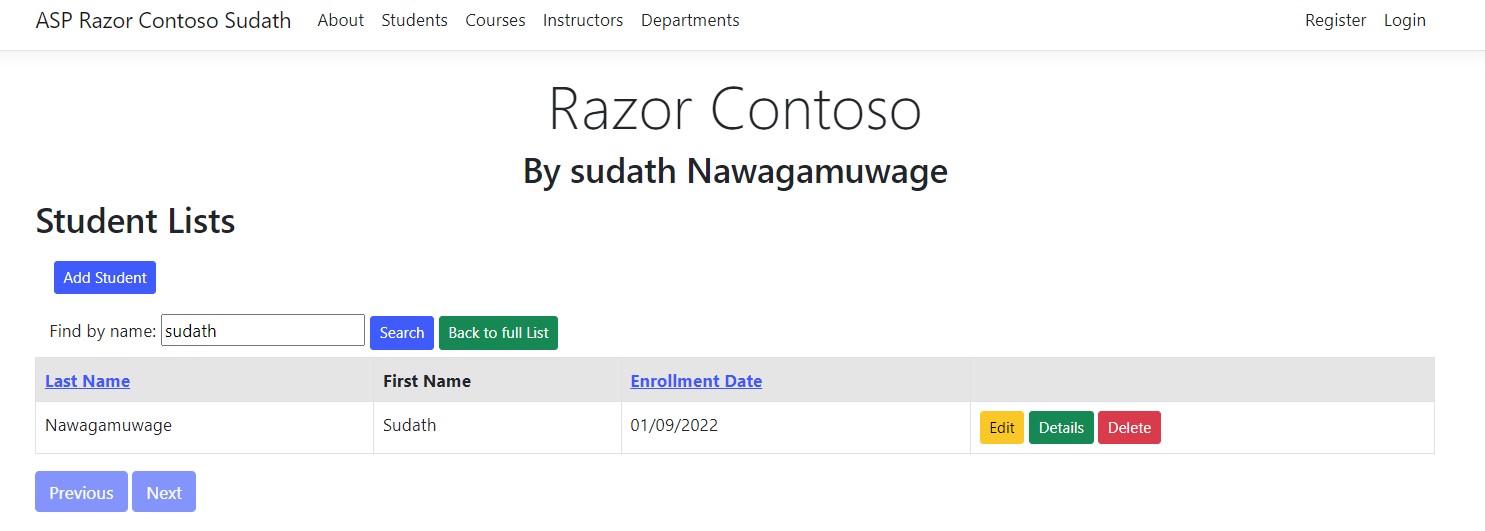 ASP Razor Contoso Sudath About Students Courses Instructors Departments Register Login
Razor Contoso
By sudath Nawagamuwage
Student Lists
Add Student
Find by name: sudath Search Back to full List
Last Name First Name Enrollment Date
Nawagamuwage Sudath 01/09/2022 Edit Details Delete
Previous Next